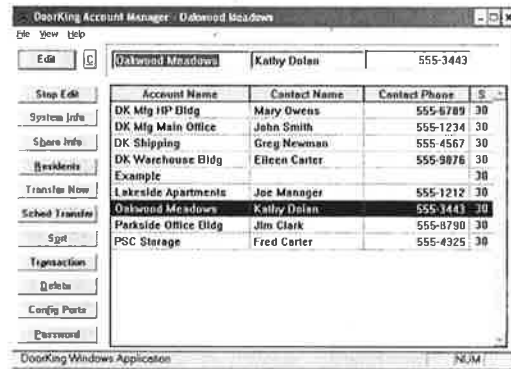 DoorKing Account Manager - Oakwood Meadows
File View Help
Edit C Oakwood Meadows Kathy Dolan 555-3443
Stop Edit
System Info
Share Info
Residents
Transfer Now
Sched Transfer
Sort
Transaction
Delete
Config Ports
Password
Account Name Contact Name Contact Phone S
DK Mfg HP Bldg Mary Owens 555-6789 30
DK Mfg Main Office John Smith 555-1234 30
DK Shipping Greg Newman 555-4567 30
DK Warehouse Bldg Eileen Carter 555-9876 30
Example 30
Lakeside Apartments Joe Manager 555-1212 30
Oakwood Meadows Kathy Dolan 555-3443 30
Parkside Office Bldg Jim Clark 555-8790 30
PSC Storage Fred Carter 555-4325 30
DoorKing Windows Application NUM